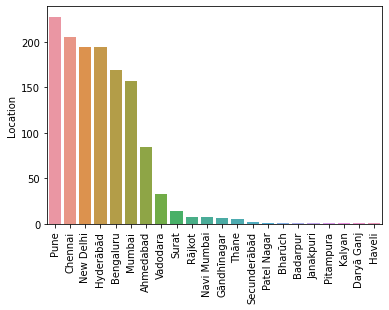 200
150
100
50
0
Location
Pune
Chennai
New Delhi
Hyderābād
Bengaluru
Mumbai
Ahmedabad
Vadodara
Surat
Rājkot
Navi Mumbai
Gāndhīnagar
Thāne
Secunderābād
Patel Nagar
Bharūch
Badarpur
Janakpuri
Pitampura
Kalyan
Daryā Ganj
Haveli